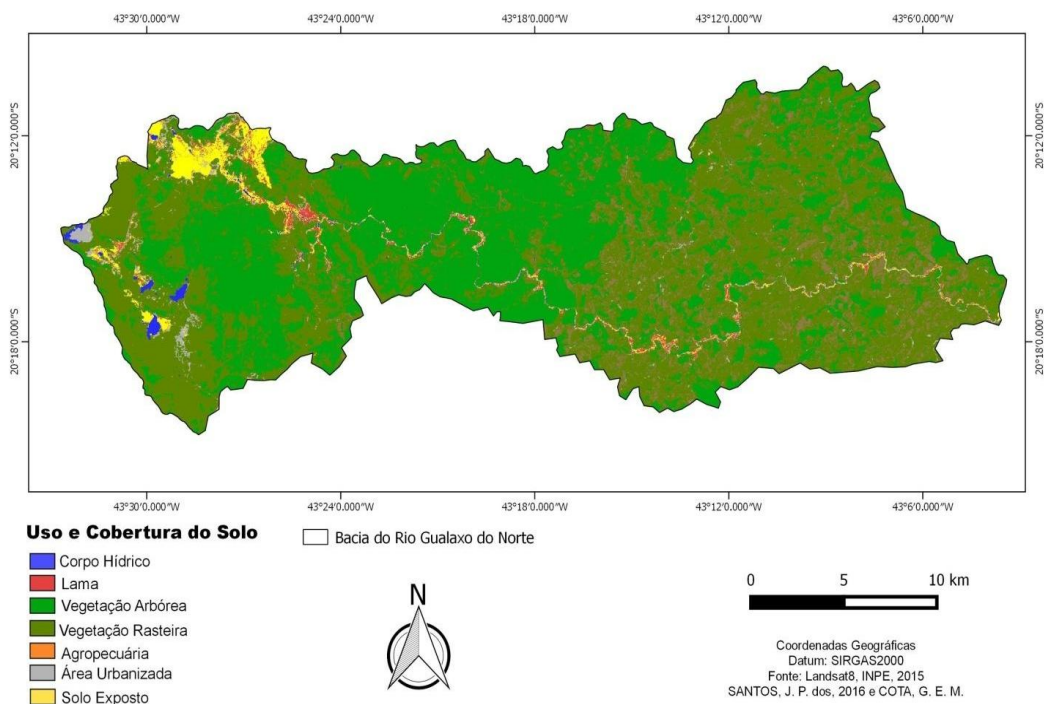 43°30'0.000"W 43°24'0.000"W 43°18'0.000"W 43°12'0.000"W 43°6'0.000"W
20°12'0.000"S 20°12'0.000"S
20°18'0.000"S 20°18'0.000"S
43°30'0.000"W 43°24'0.000"W 43°18'0.000"W 43°12'0.000"W 43°6'0.000"W
Uso e Cobertura do Solo
Corpo Hídrico
Lama
Vegetação Arbórea
Vegetação Rasteira
Agropecuária
Área Urbanizada
Solo Exposto
Bacia do Rio Gualaxo do Norte
N
0 5 10 km
Coordenadas Geográficas
Datum: SIRGAS2000
Fonte: Landsat8, INPE, 2015
SANTOS, J. P. dos, 2016 e COTA, G. E. M.